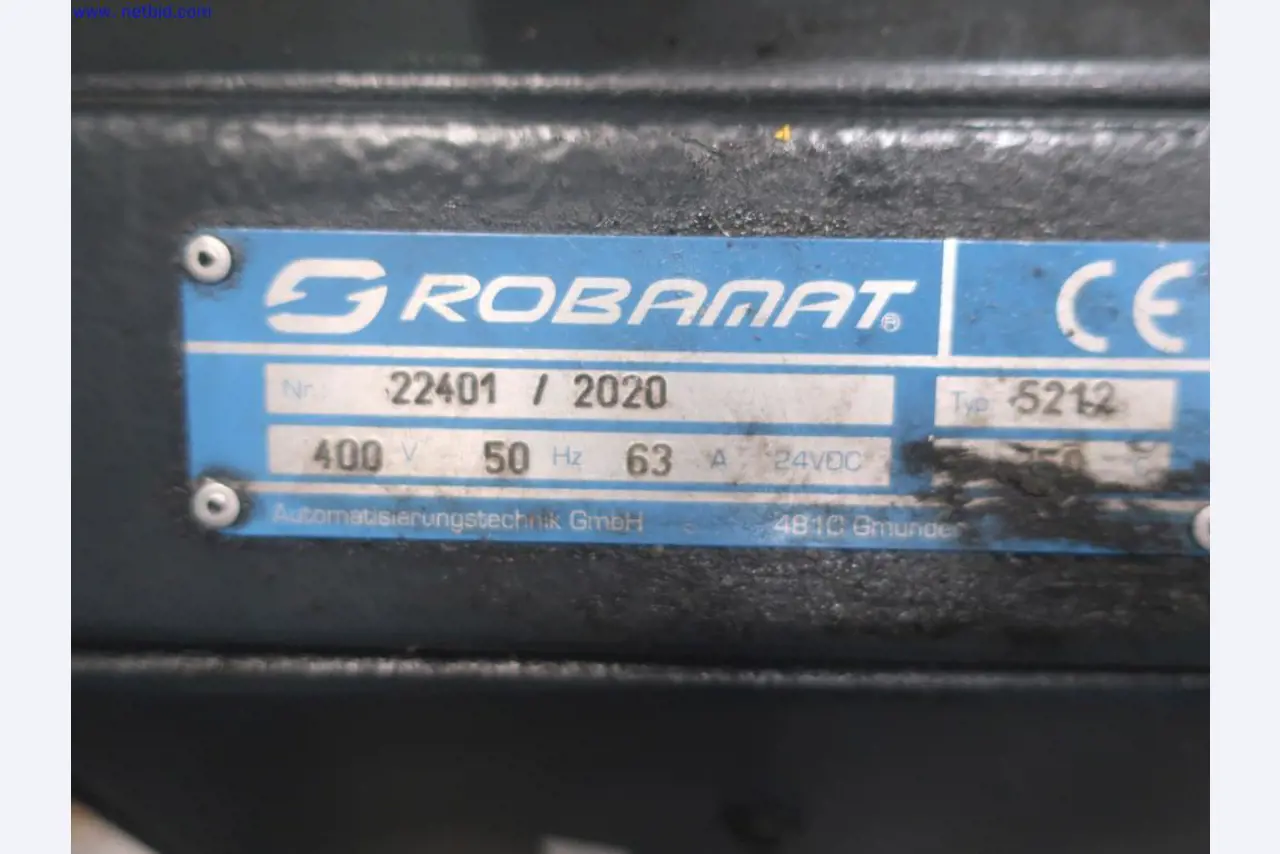 www.netbid.com
ROBAMAT® CE
Nr. 22401 / 2020 Typ 5212
400 V 50 Hz 63 A 24VDC
Automatisierungstechnik GmbH 4810 Gmunden